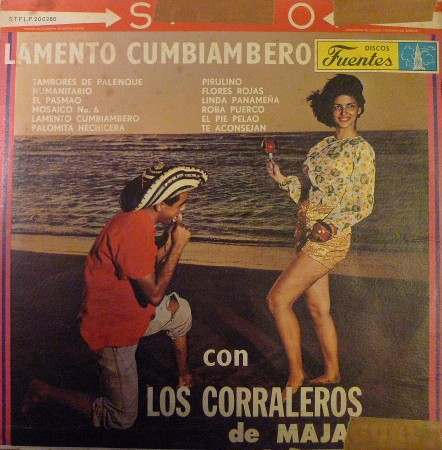 S O
S.T.F.L.P. 200280
LAMENTO CUMBIAMBERO
DISCOS
Fuentes
TAMBORES DE PALENQUE
HUMANITARIO
EL PASMAO
MOSAICO No. 6
LAMENTO CUMBIAMBERO
PALOMITA HECHICERA
PIRULINO
FLORES ROJAS
LINDA PANAMEÑA
ROBA PUERCO
EL PIE PELAO
TE ACONSEJAN
con
LOS CORRALEROS
de MAJA